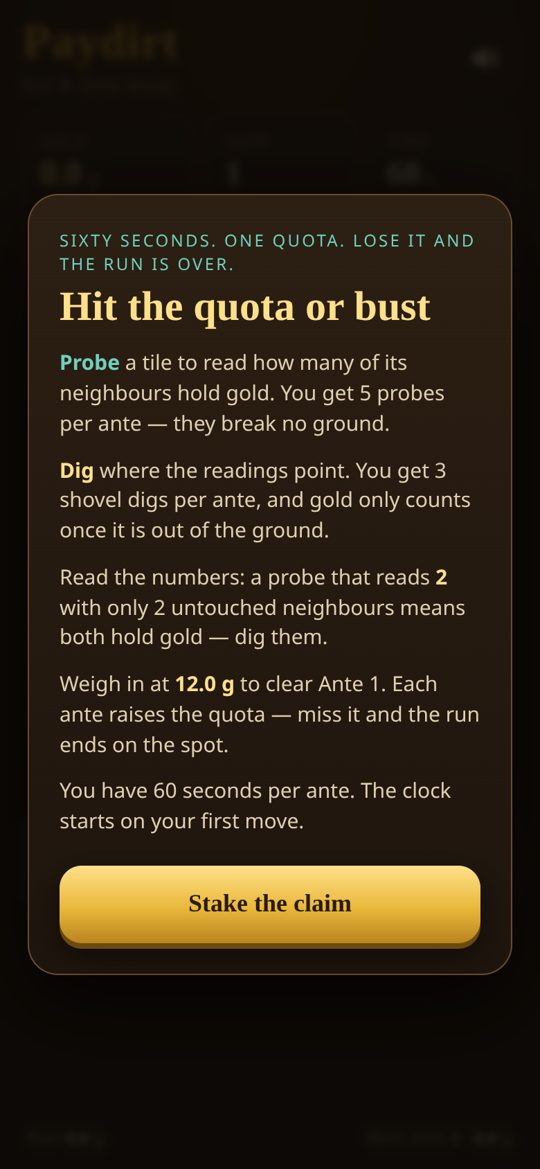 Paydirt
SIXTY SECONDS. ONE QUOTA. LOSE IT AND
THE RUN IS OVER.
Hit the quota or bust
Probe a tile to read how many of its
neighbours hold gold. You get 5 probes
per ante — they break no ground.
Dig where the readings point. You get 3
shovel digs per ante, and gold only counts
once it is out of the ground.
Read the numbers: a probe that reads 2
with only 2 untouched neighbours means
both hold gold — dig them.
Weigh in at 12.0 g to clear Ante 1. Each
ante raises the quota — miss it and the run
ends on the spot.
You have 60 seconds per ante. The clock
starts on your first move.
Stake the claim